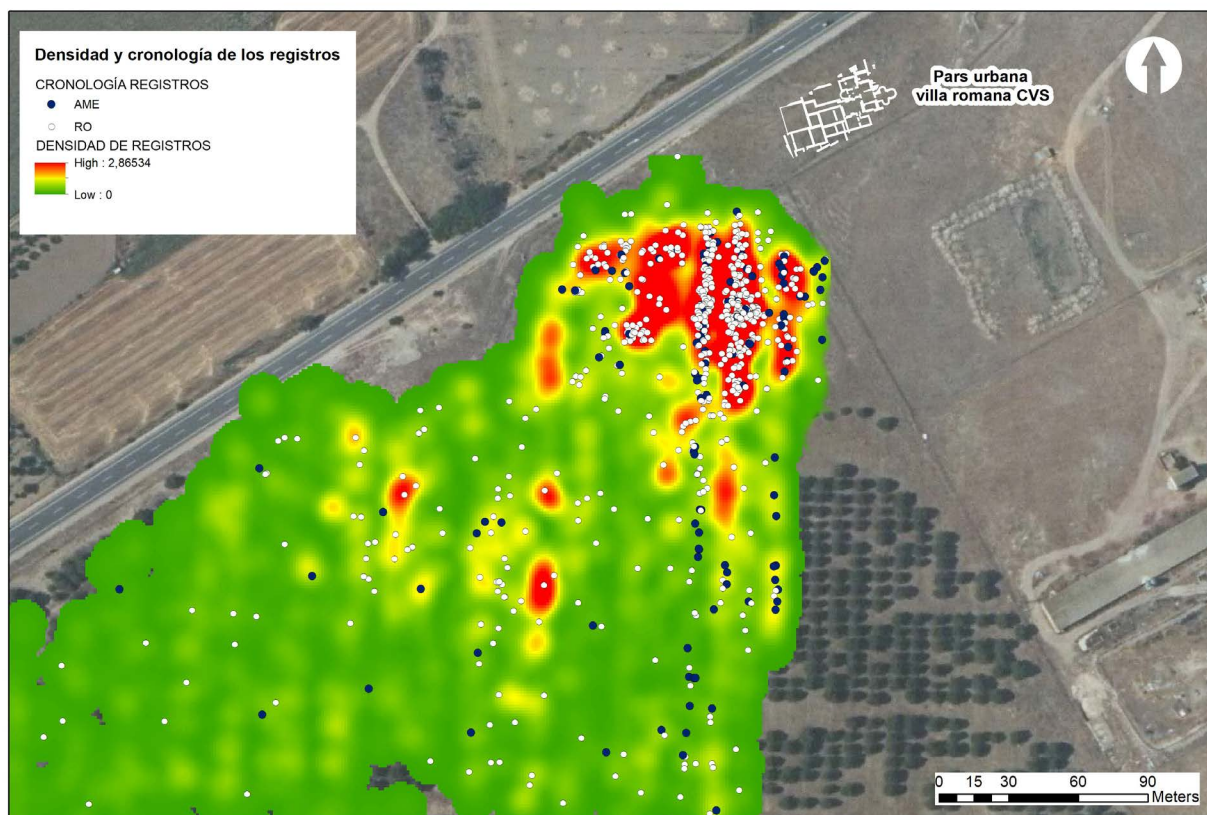 Densidad y cronología de los registros
CRONOLOGÍA REGISTROS
AME
RO
DENSIDAD DE REGISTROS
High : 2,86534
Low : 0
Pars urbana
villa romana CVS
0 15 30 60 90
Meters